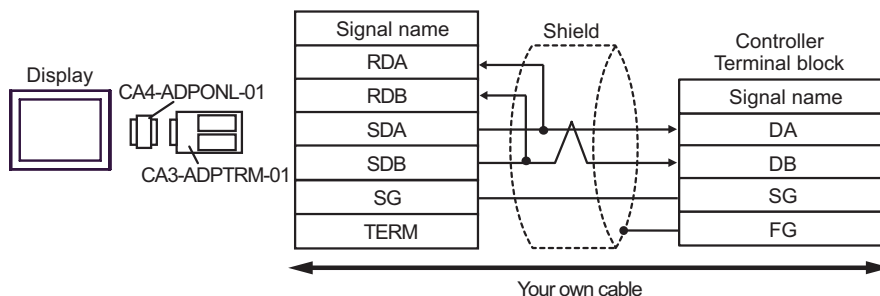 Display
CA4-ADPONL-01
CA3-ADPTRM-01
Signal name
RDA
RDB
SDA
SDB
SG
TERM
Shield
Controller
Terminal block
Signal name
DA
DB
SG
FG
Your own cable